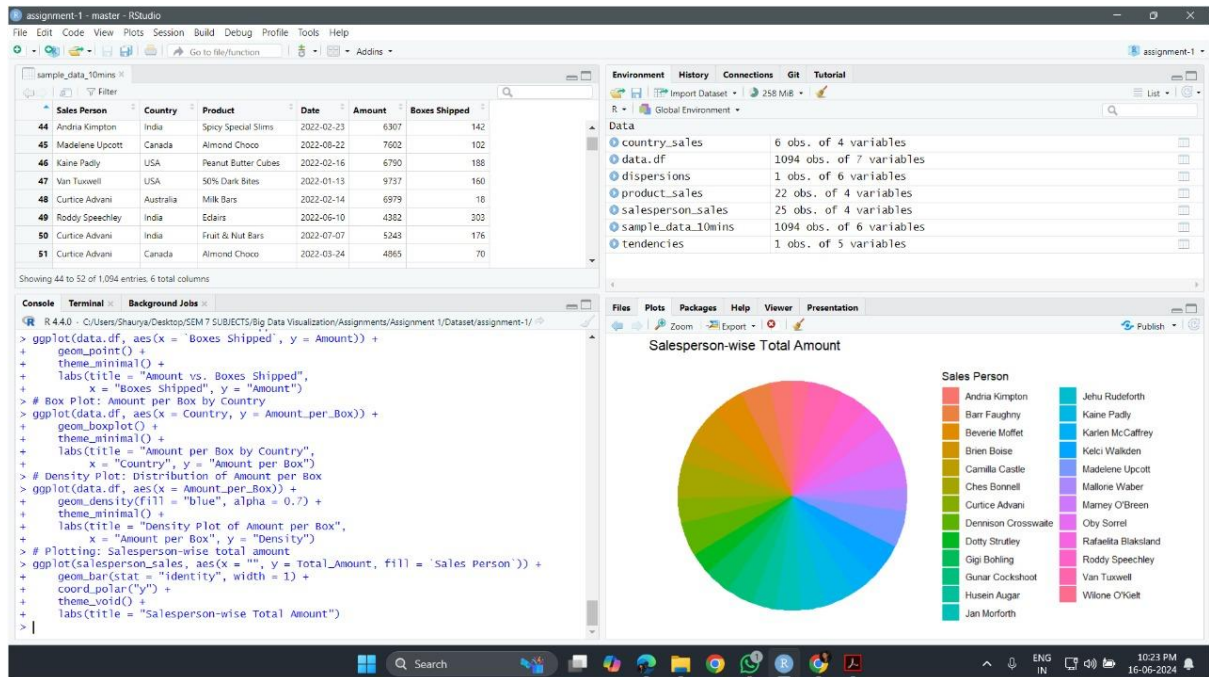 assignment-1 - master - RStudio
File Edit Code View Plots Session Build Debug Profile Tools Help
Go to file/function Addins
assignment-1
sample_data_10mins
Filter
Sales Person Country Product Date Amount Boxes Shipped
44 Andria Kimpton India Spicy Special Slims 2022-02-23 6307 142
45 Madelene Upcott Canada Almond Choco 2022-08-22 7602 102
46 Kaine Padly USA Peanut Butter Cubes 2022-02-16 6790 188
47 Van Tuxwell USA 50% Dark Bites 2022-01-13 9737 160
48 Curtice Advani Australia Milk Bars 2022-02-14 6979 18
49 Roddy Speechley India Eclairs 2022-06-10 4382 303
50 Curtice Advani India Fruit & Nut Bars 2022-07-07 5243 176
51 Curtice Advani Canada Almond Choco 2022-03-24 4865 70
Showing 44 to 52 of 1,094 entries, 6 total columns
Environment History Connections Git Tutorial
Import Dataset 258 MiB List
R Global Environment
Data
country_sales 6 obs. of 4 variables
data.df 1094 obs. of 7 variables
dispersions 1 obs. of 6 variables
product_sales 22 obs. of 4 variables
salesperson_sales 25 obs. of 4 variables
sample_data_10mins 1094 obs. of 6 variables
tendencies 1 obs. of 5 variables
Console Terminal Background Jobs
R 4.4.0 · C:/Users/Shaurya/Desktop/SEM 7 SUBJECTS/Big Data Visualization/Assignments/Assignment 1/Dataset/assignment-1/
> ggplot(data.df, aes(x = `Boxes Shipped`, y = Amount)) +
+ geom_point() +
+ theme_minimal() +
+ labs(title = "Amount vs. Boxes Shipped",
+ x = "Boxes Shipped", y = "Amount")
> # Box Plot: Amount per Box by Country
> ggplot(data.df, aes(x = Country, y = Amount_per_Box)) +
+ geom_boxplot() +
+ theme_minimal() +
+ labs(title = "Amount per Box by Country",
+ x = "Country", y = "Amount per Box")
> # Density Plot: Distribution of Amount per Box
> ggplot(data.df, aes(x = Amount_per_Box)) +
+ geom_density(fill = "blue", alpha = 0.7) +
+ theme_minimal() +
+ labs(title = "Density Plot of Amount per Box",
+ x = "Amount per Box", y = "Density")
> # Plotting: Salesperson-wise total amount
> ggplot(salesperson_sales, aes(x = "", y = Total_Amount, fill = `Sales Person`)) +
+ geom_bar(stat = "identity", width = 1) +
+ coord_polar("y") +
+ theme_void() +
+ labs(title = "Salesperson-wise Total Amount")
>
Files Plots Packages Help Viewer Presentation
Zoom Export Publish
Salesperson-wise Total Amount
Sales Person
Andria Kimpton Jehu Rudeforth
Barr Faughny Kaine Padly
Beverie Moffet Karlen McCaffrey
Brien Boise Kelci Walkden
Camilla Castle Madelene Upcott
Ches Bonnell Mallorie Waber
Curtice Advani Marney O'Breen
Dennison Crosswaite Oby Sorrel
Dotty Strutley Rafaelita Blaksland
Gigi Bohling Roddy Speechley
Gunar Cockshoot Van Tuxwell
Husein Augar Wilone O'Kielt
Jan Morforth
Search
ENG
IN
10:23 PM
16-06-2024